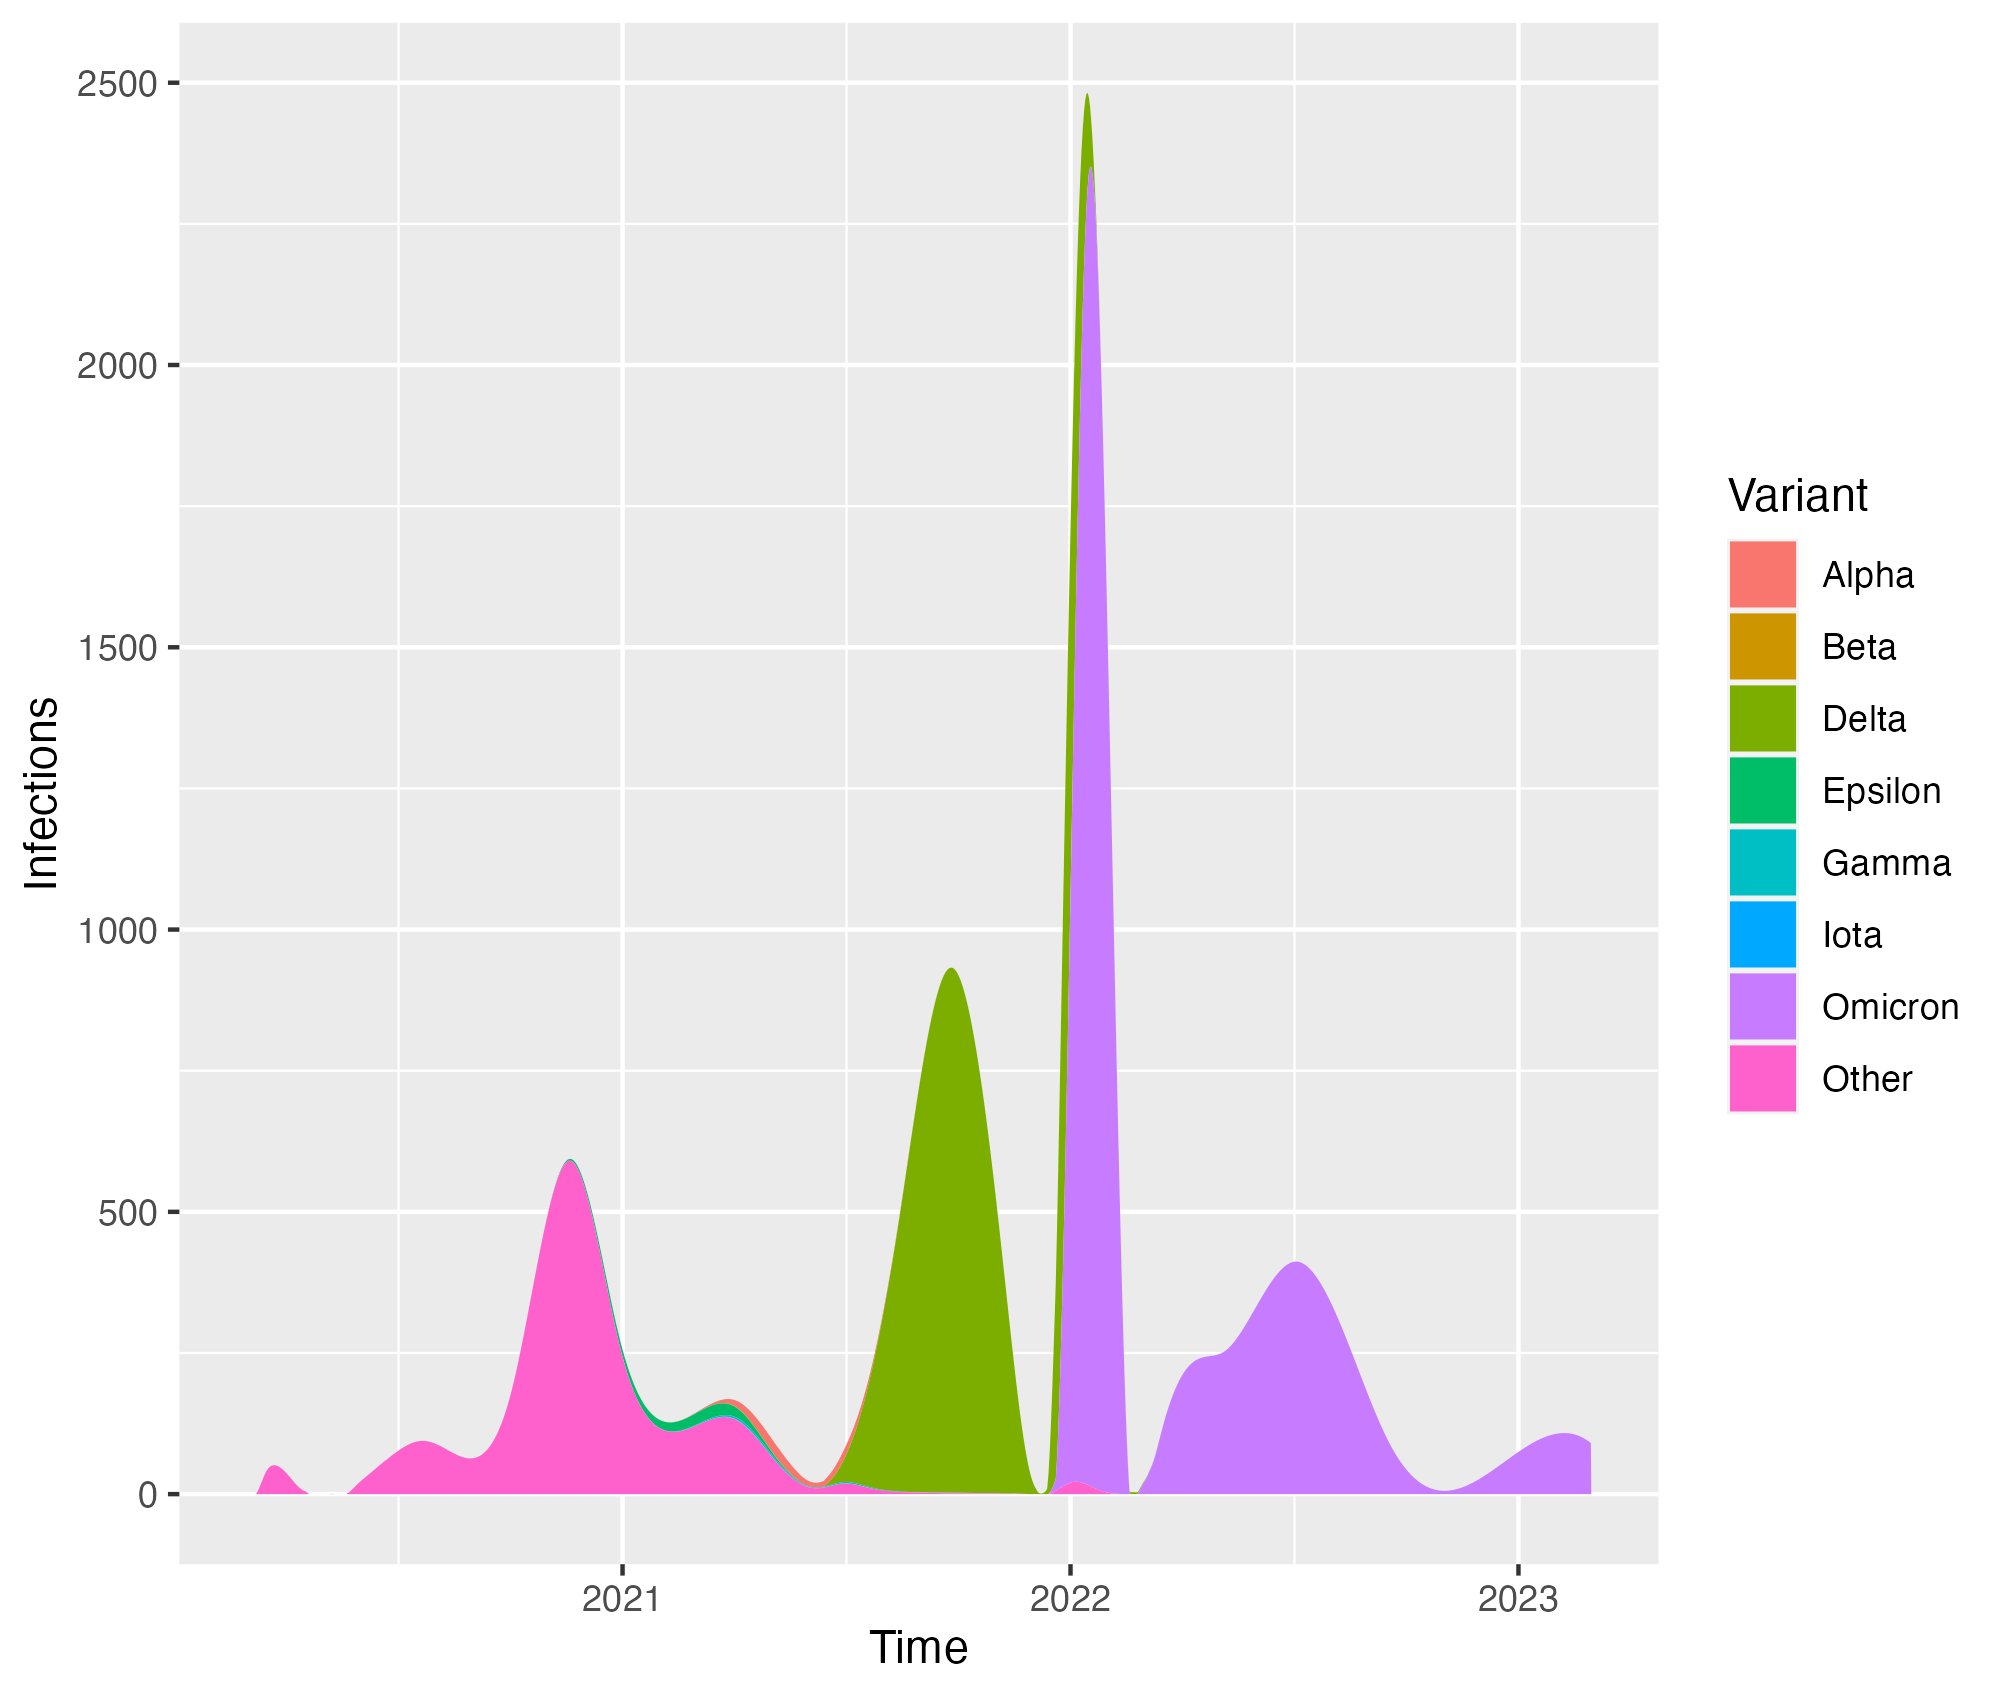 2500
2000
1500
1000
500
0
Infections
2021
2022
2023
Time
Variant
Alpha
Beta
Delta
Epsilon
Gamma
Iota
Omicron
Other